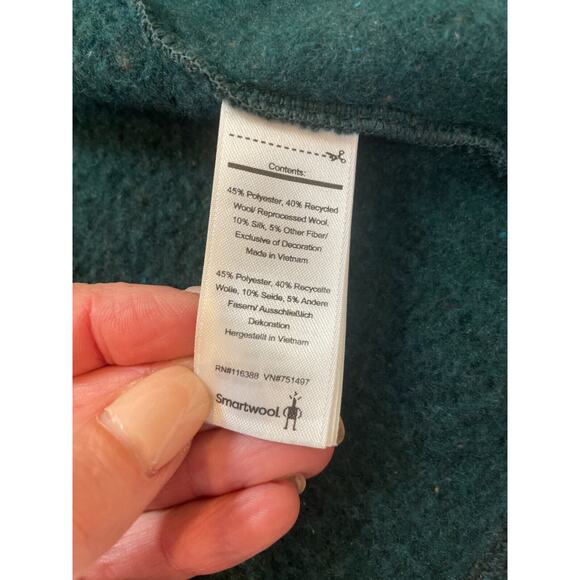 Contents:
45% Polyester, 40% Recycled
Wool/ Reprocessed Wool,
10% Silk, 5% Other Fiber/
Exclusive of Decoration
Made in Vietnam
45% Polyester, 40% Recycelte
Wolle, 10% Seide, 5% Andere
Fasern/ Ausschließlich
Dekoration
Hergestellt in Vietnam
RN#116388 VN#751497
Smartwool